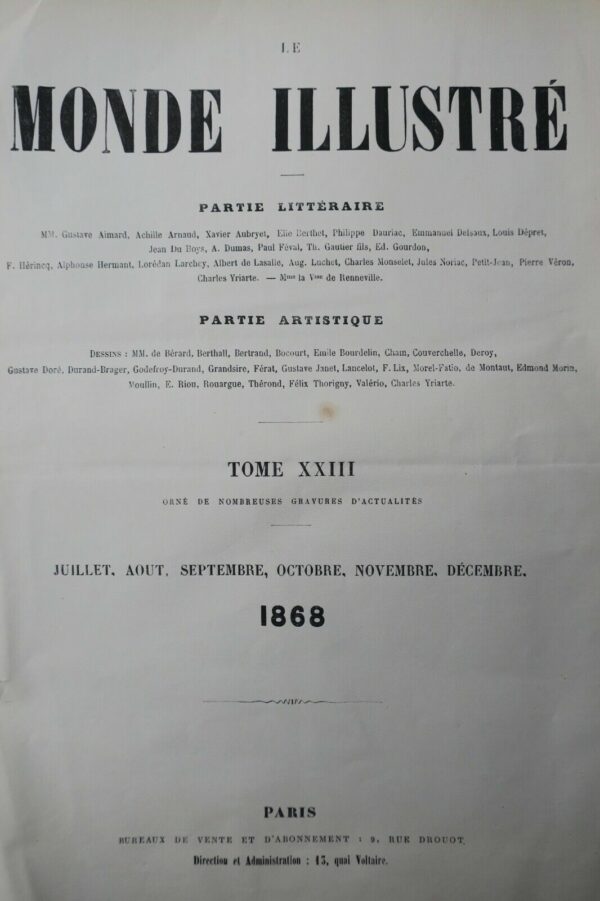 LE
MONDE ILLUSTRÉ
PARTIE LITTÉRAIRE
MM. Gustave Aimard, Achille Arnaud, Xavier Aubryet, Elie Berthet, Philippe Dauriac, Emmanuel Delsaux, Louis Dépret,
Jean Du Boys, A. Dumas, Paul Féval, Th. Gautier fils, Ed. Gourdon,
F. Hérincq, Alphonse Hermant, Lorédan Larchey, Albert de Lasalle, Aug. Luchet, Charles Monselet, Jules Noriac, Petit-Jean, Pierre Véron,
Charles Yriarte. — Mme la Vsse de Renneville.
PARTIE ARTISTIQUE
DESSINS : MM. de Bérard, Berthall, Bertrand, Bocourt, Emile Bourdelin, Cham, Couverchelle, Deroy,
Gustave Doré, Durand-Brager, Godefroy-Durand, Grandsire, Férat, Gustave Janet, Lancelot, F. Lix, Morel-Fatio, de Montaut, Edmond Morin,
Moullin, E. Riou, Rouargue, Thérond, Félix Thorigny, Valério, Charles Yriarte.
TOME XXIII
ORNÉ DE NOMBREUSES GRAVURES D'ACTUALITÉS
JUILLET, AOUT, SEPTEMBRE, OCTOBRE, NOVEMBRE, DÉCEMBRE.
1868
PARIS
BUREAUX DE VENTE ET D'ABONNEMENT : 9, RUE DROUOT
Direction et Administration : 13, quai Voltaire.